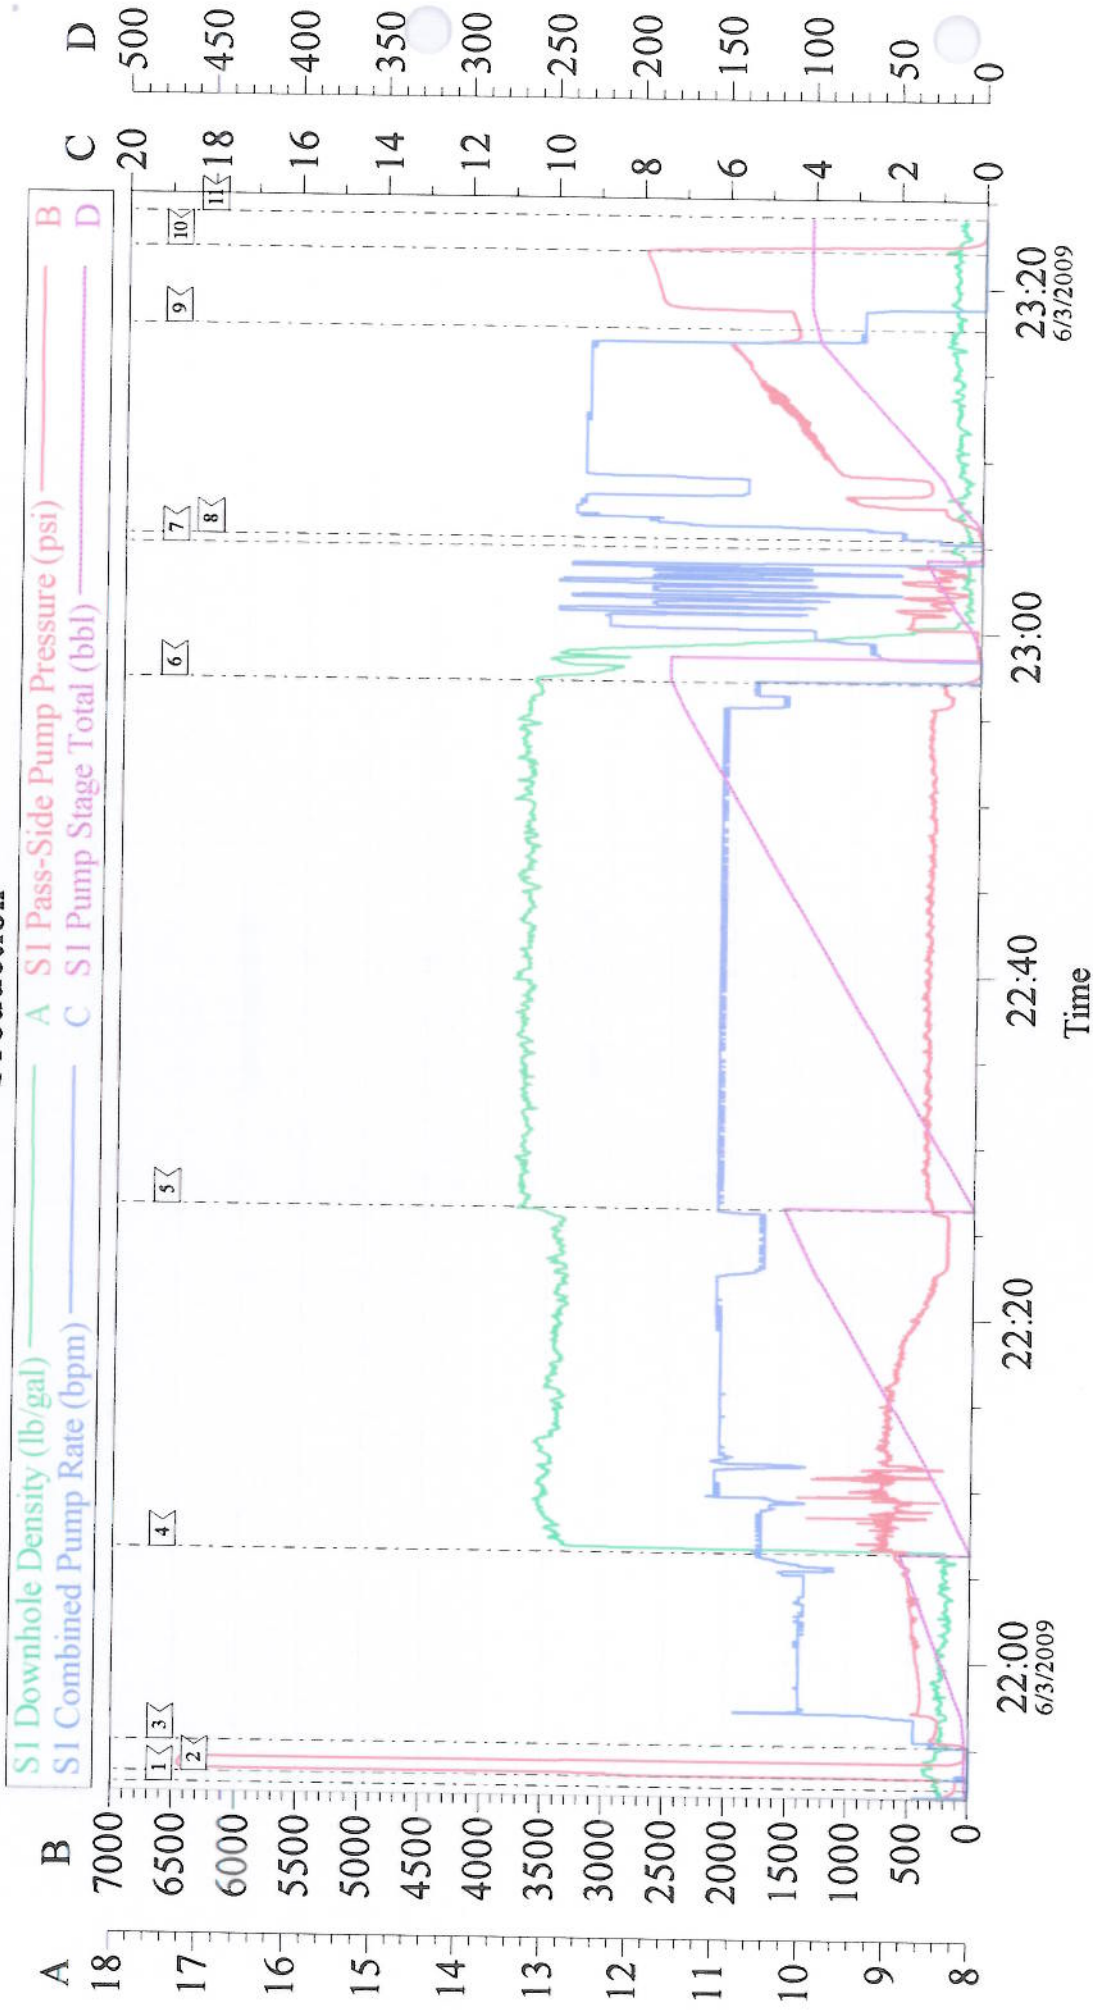 S1 Downhole Density (lb/gal) A S1 Pass-Side Pump Pressure (psi) B
S1 Combined Pump Rate (bpm) C S1 Pump Stage Total (bbl) D
A B C D
18 7000 20 500
17 6500 18 450
16 6000 16 400
15 5500 14 350
14 5000 12 300
13 4500 10 250
12 4000 8 200
11 3500 6 150
10 3000 4 100
9 2500 2 50
8 2000 0 0
1500
1000
500
0
1 2 3 4 5 6 7 8 9 10 11
22:00 22:20 22:40 23:00 23:20
6/3/2009 6/3/2009
Time